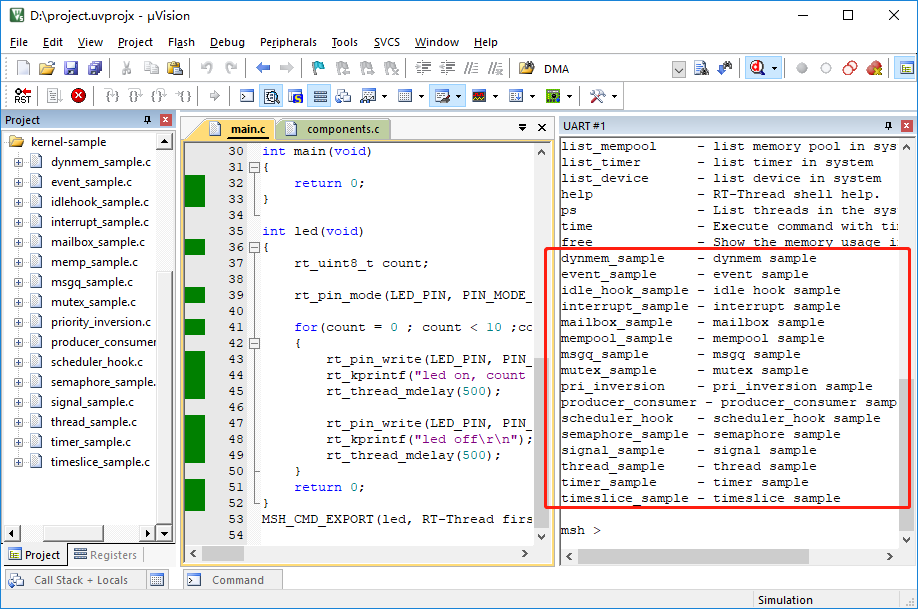 D:\project.uvprojx - µVision
File Edit View Project Flash Debug Peripherals Tools SVCS Window Help
DMA
RST
Project
kernel-sample
dynmem_sample.c
event_sample.c
idlehook_sample.c
interrupt_sample.c
mailbox_sample.c
memp_sample.c
msgq_sample.c
mutex_sample.c
priority_inversion.c
producer_consumer
scheduler_hook.c
semaphore_sample.
signal_sample.c
thread_sample.c
timer_sample.c
timeslice_sample.c
Project Registers
main.c components.c
30 int main(void)
31 {
32 return 0;
33 }
34
35 int led(void)
36 {
37 rt_uint8_t count;
38
39 rt_pin_mode(LED_PIN, PIN_MODE_
40
41 for(count = 0 ; count < 10 ;co
42 {
43 rt_pin_write(LED_PIN, PIN_
44 rt_kprintf("led on, count
45 rt_thread_mdelay(500);
46
47 rt_pin_write(LED_PIN, PIN_
48 rt_kprintf("led off\r\n");
49 rt_thread_mdelay(500);
50 }
51 return 0;
52 }
53 MSH_CMD_EXPORT(led, RT-Thread firs
54
UART #1
list_mempool - list memory pool in sys
list_timer - list timer in system
list_device - list device in system
help - RT-Thread shell help.
ps - List threads in the sys
time - Execute command with ti
free - Show the memory usage i
dynmem_sample - dynmem sample
event_sample - event sample
idle_hook_sample - idle hook sample
interrupt_sample - interrupt sample
mailbox_sample - mailbox sample
mempool_sample - mempool sample
msgq_sample - msgq sample
mutex_sample - mutex sample
pri_inversion - pri_inversion sample
producer_consumer - producer_consumer samp
scheduler_hook - scheduler_hook sample
semaphore_sample - semaphore sample
signal_sample - signal sample
thread_sample - thread sample
timer_sample - timer sample
timeslice_sample - timeslice sample
msh >
Call Stack + Locals Command
Simulation